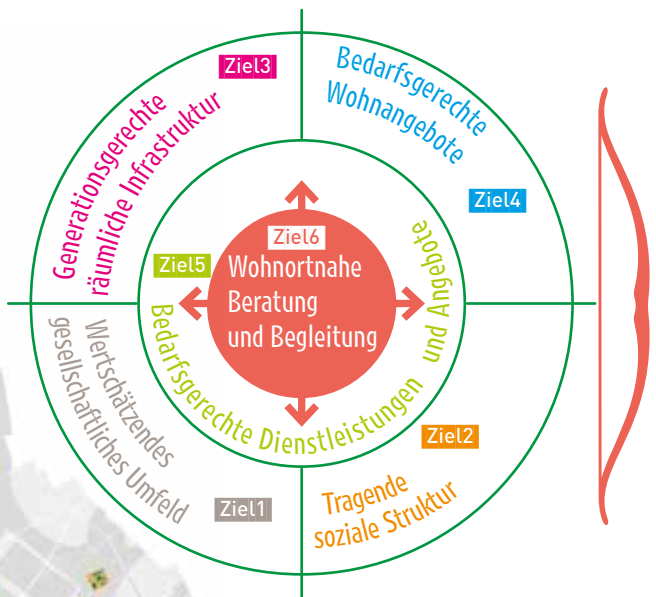 Ziel3
Generationsgerechte
räumliche Infrastruktur
Bedarfsgerechte
Wohnangebote
Ziel4
Ziel6
Wohnortnahe
Beratung
und Begleitung
Ziel5
Bedarfsgerechte Dienstleistungen und Angebote
Wertschätzendes
gesellschaftliches Umfeld
Ziel1
Ziel2
Tragende
soziale Struktur